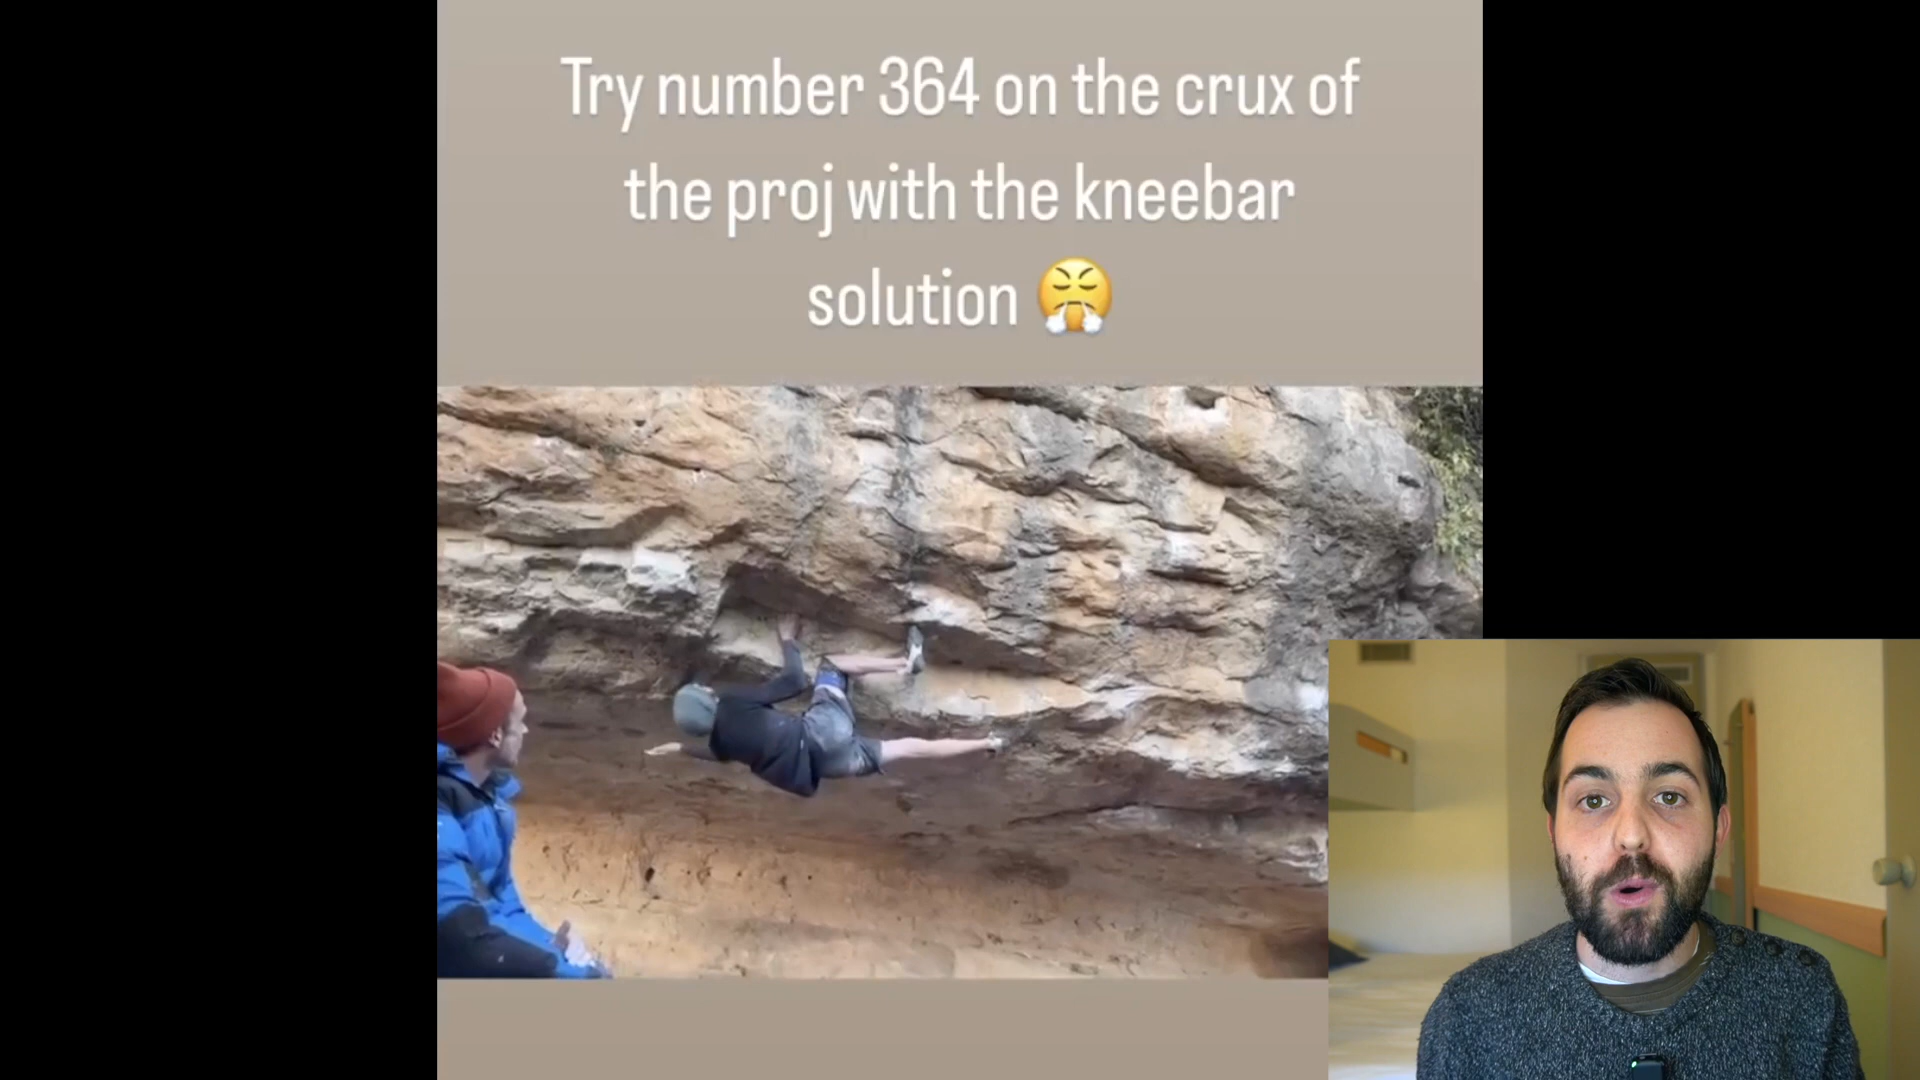 Try number 364 on the crux of
the proj with the kneebar
solution 😤